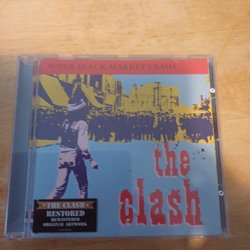 SUPER BLACK MARKET CLASH
the
clash
THE CLASH
RESTORED
REMASTERED
ORIGINAL ARTWORK